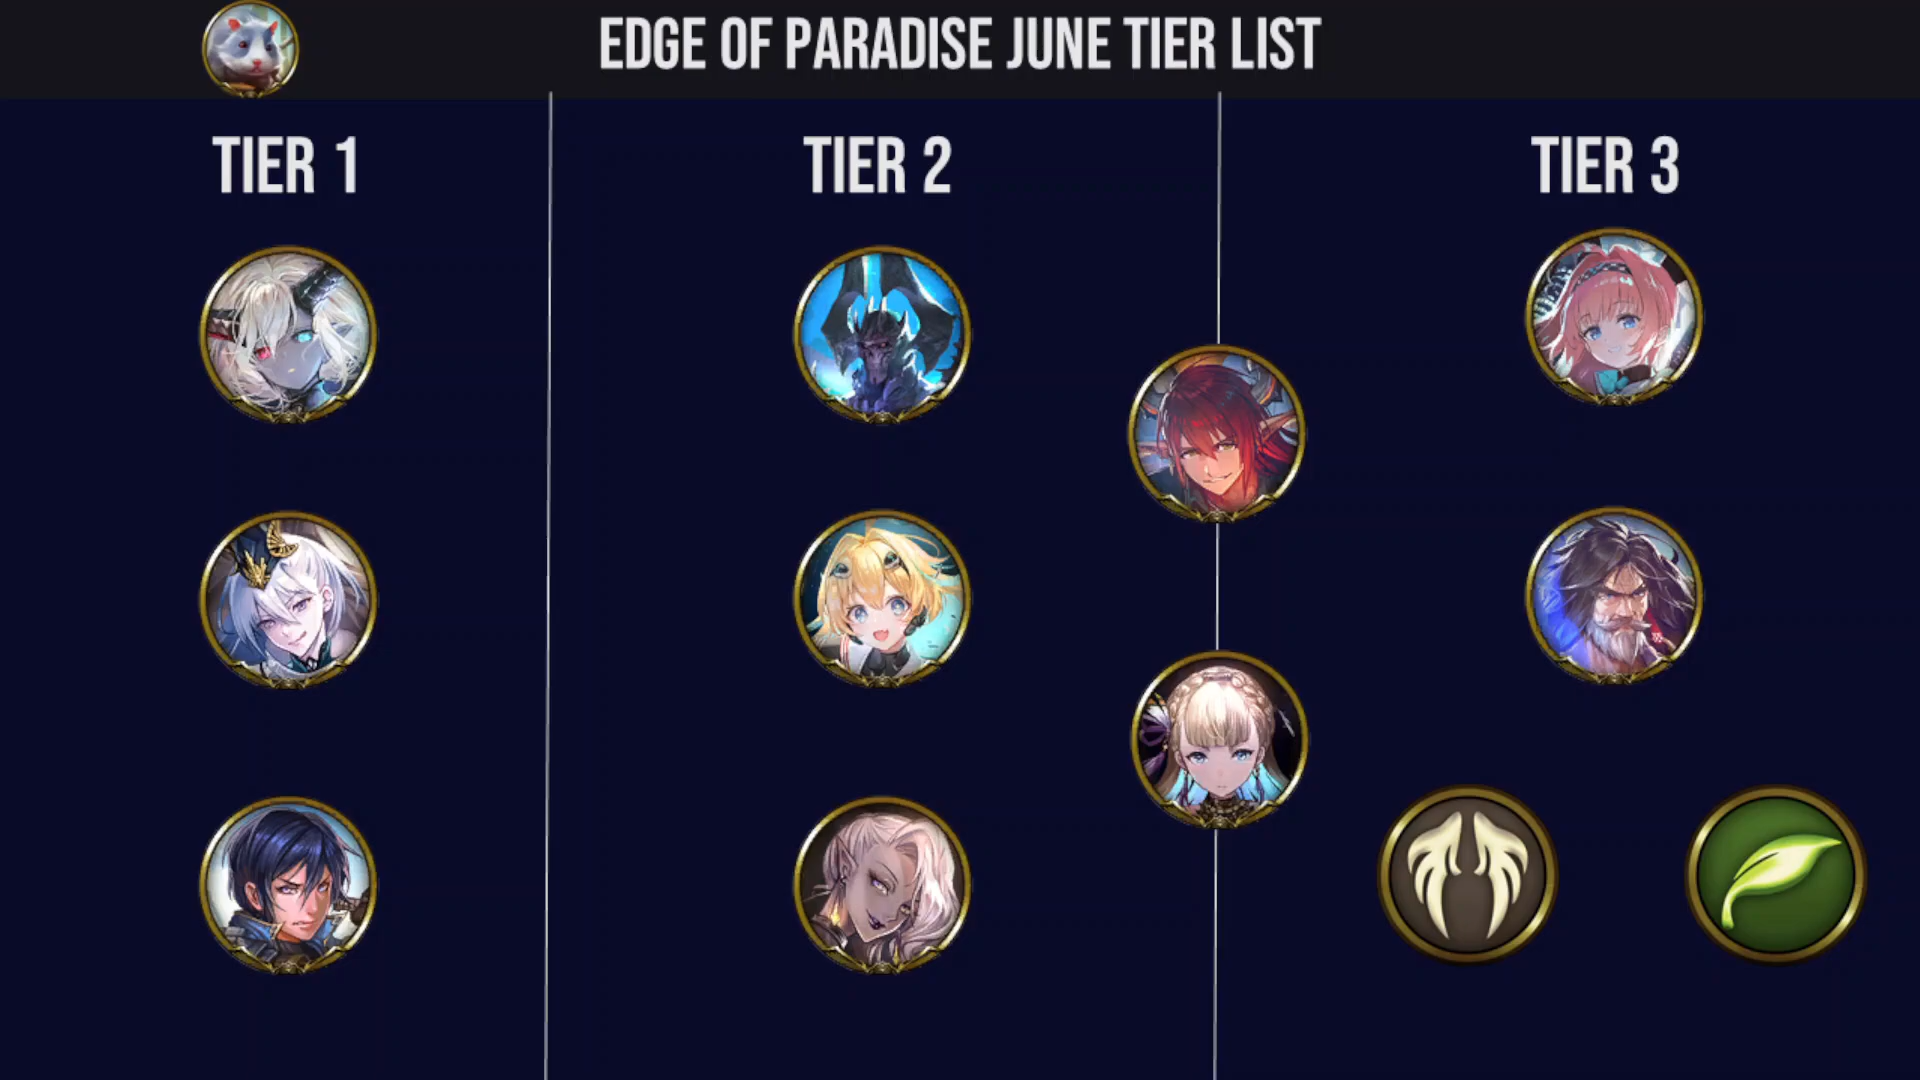 EDGE OF PARADISE JUNE TIER LIST
TIER 1
TIER 2
TIER 3